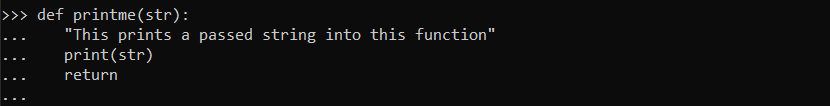 >>> def printme(str):
...    "This prints a passed string into this function"
...    print(str)
...    return
...